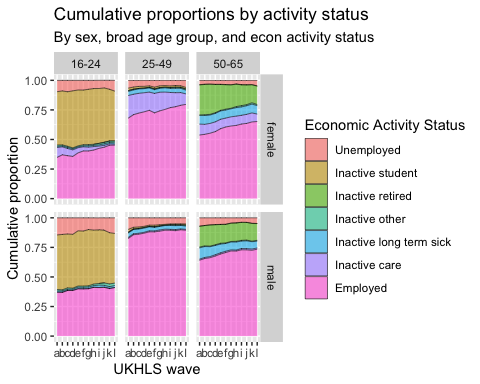 Cumulative proportions by activity status
By sex, broad age group, and econ activity status
16-24 25-49 50-65
1.00
0.75
0.50
0.25
0.00
female
1.00
0.75
0.50
0.25
0.00
male
Cumulative proportion
abcdefghijkl abcdefghijkl abcdefghijkl
UKHLS wave
Economic Activity Status
Unemployed
Inactive student
Inactive retired
Inactive other
Inactive long term sick
Inactive care
Employed